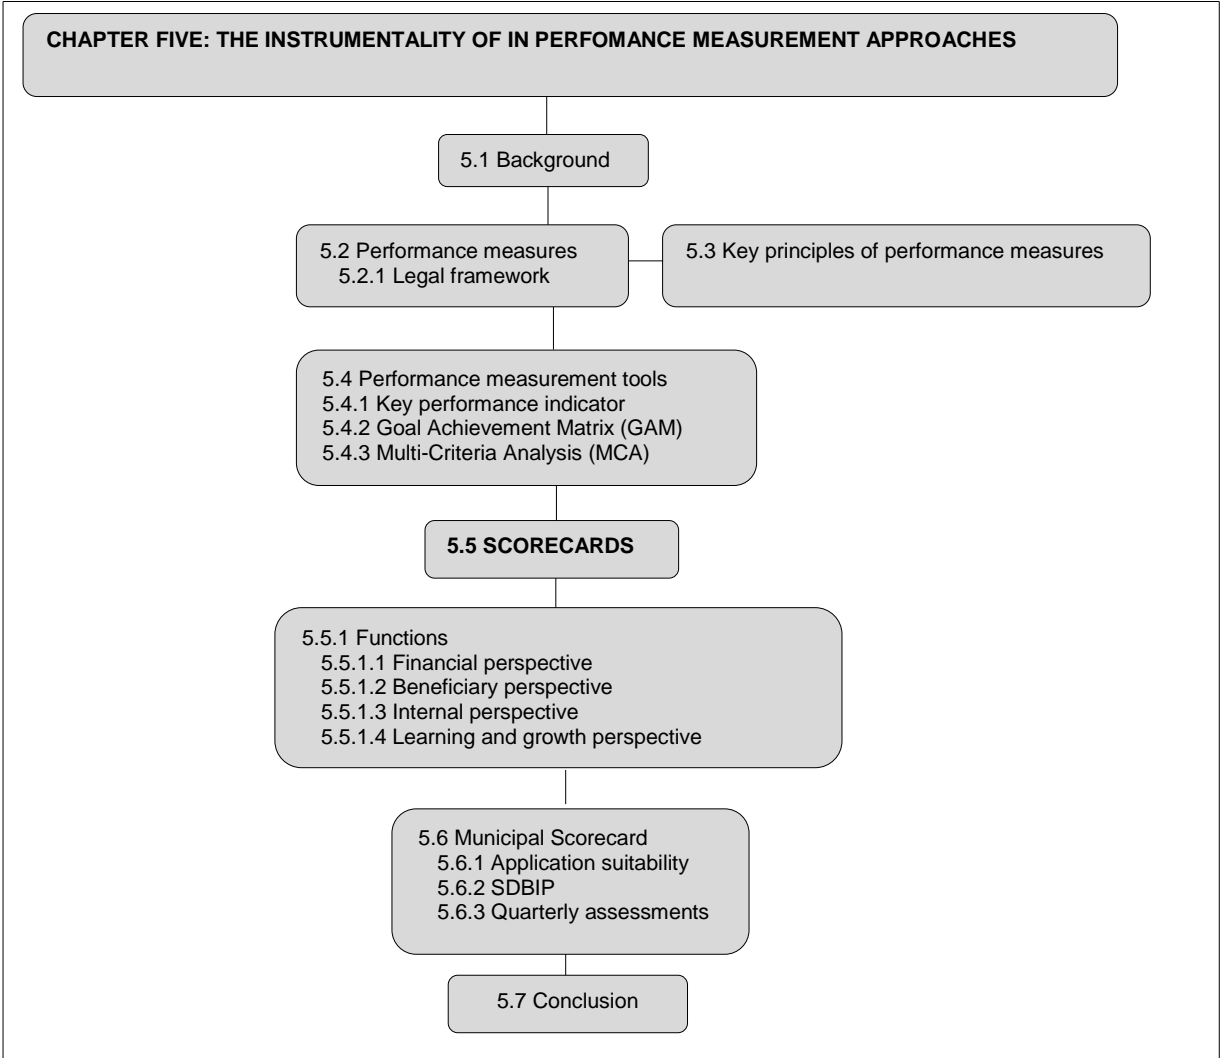 CHAPTER FIVE: THE INSTRUMENTALITY OF IN PERFOMANCE MEASUREMENT APPROACHES
5.1 Background
5.2 Performance measures
5.2.1 Legal framework
5.3 Key principles of performance measures
5.4 Performance measurement tools
5.4.1 Key performance indicator
5.4.2 Goal Achievement Matrix (GAM)
5.4.3 Multi-Criteria Analysis (MCA)
5.5 SCORECARDS
5.5.1 Functions
5.5.1.1 Financial perspective
5.5.1.2 Beneficiary perspective
5.5.1.3 Internal perspective
5.5.1.4 Learning and growth perspective
5.6 Municipal Scorecard
5.6.1 Application suitability
5.6.2 SDBIP
5.6.3 Quarterly assessments
5.7 Conclusion